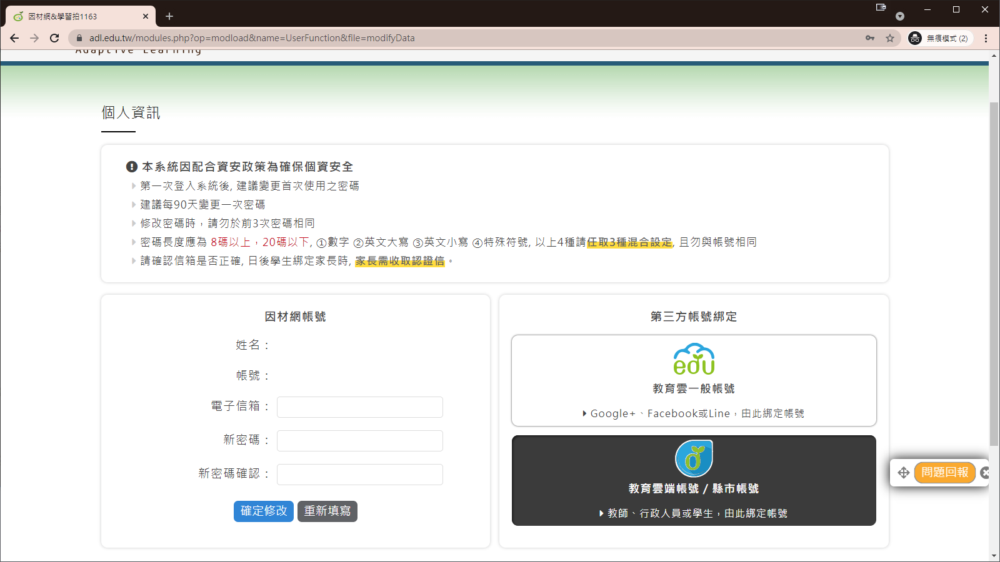 因材網&學習拍1163
無痕模式 (2)
adl.edu.tw/modules.php?op=modload&name=UserFunction&file=modifyData
Adaptive Learning
個人資訊
本系統因配合資安政策為確保個資安全
第一次登入系統後, 建議變更首次使用之密碼
建議每90天變更一次密碼
修改密碼時，請勿於前3次密碼相同
密碼長度應為 8碼以上，20碼以下, ①數字 ②英文大寫 ③英文小寫 ④特殊符號, 以上4種請任取3種混合設定, 且勿與帳號相同
請確認信箱是否正確, 日後學生綁定家長時, 家長需收取認證信。
因材網帳號
姓名：
帳號：
電子信箱：
新密碼：
新密碼確認：
確定修改
重新填寫
第三方帳號綁定
edu
教育雲一般帳號
Google+、Facebook或Line，由此綁定帳號
教育雲端帳號 / 縣市帳號
教師、行政人員或學生，由此綁定帳號
問題回報